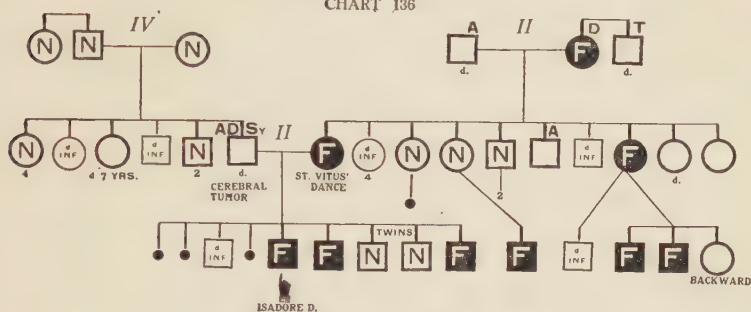 CHART 136
IV
II
A
D
T
N
N
N
F
d.
d.
AD Sy
II
A
N
d
INF
d
INF
N
F
d
INF
N
N
N
d
INF
F
4
d 7 YRS.
2
d.
ST. VITUS'
4
2
d.
CEREBRAL
TUMOR
DANCE
TWINS
d
INF
F
F
N
N
F
F
d
INF
F
F
BACKWARD
ISADORE D.